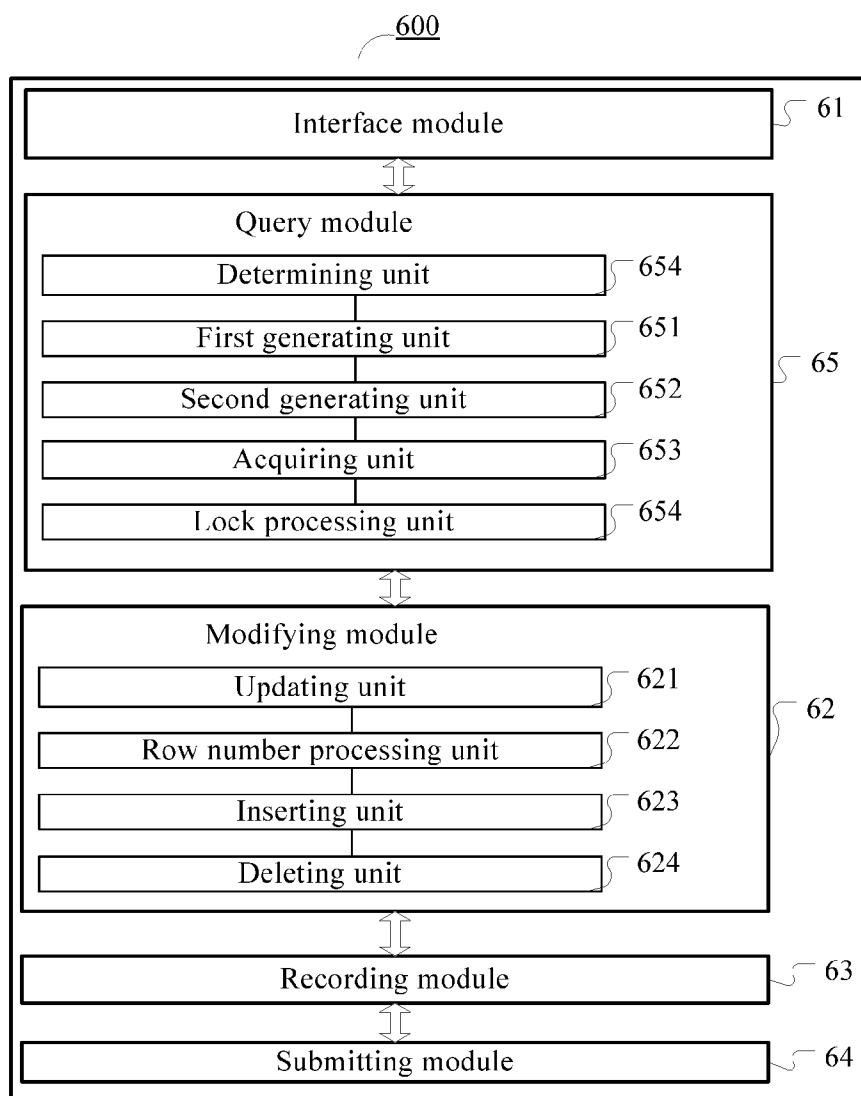 600
Interface module
61
Query module
Determining unit
654
First generating unit
651
Second generating unit
652
65
Acquiring unit
653
Lock processing unit
654
Modifying module
Updating unit
621
62
Row number processing unit
622
Inserting unit
623
Deleting unit
624
Recording module
63
Submitting module
64